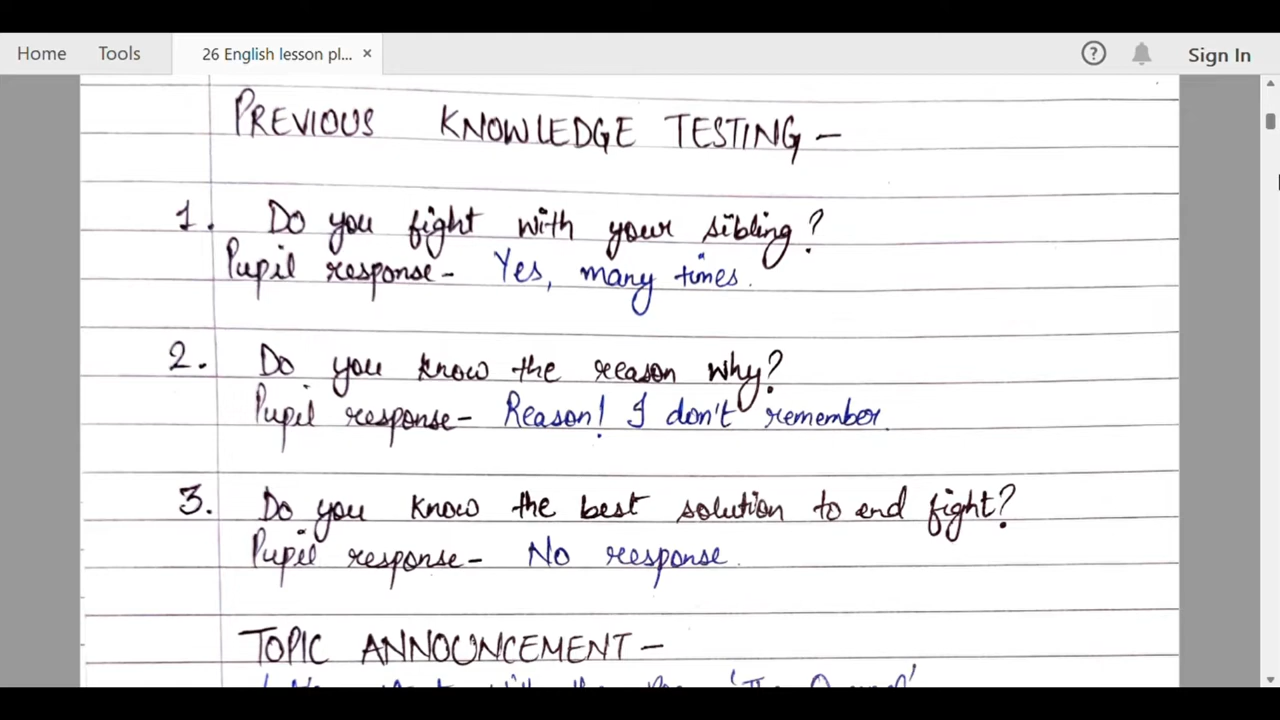 Home Tools 26 English lesson pl... × ? Sign In
PREVIOUS KNOWLEDGE TESTING -
1. Do you fight with your sibling?
Pupil response - Yes, many times.
2. Do you know the reason why?
Pupil response - Reason! I don't remember.
3. Do you know the best solution to end fight?
Pupil response - No response.
TOPIC ANNOUNCEMENT -